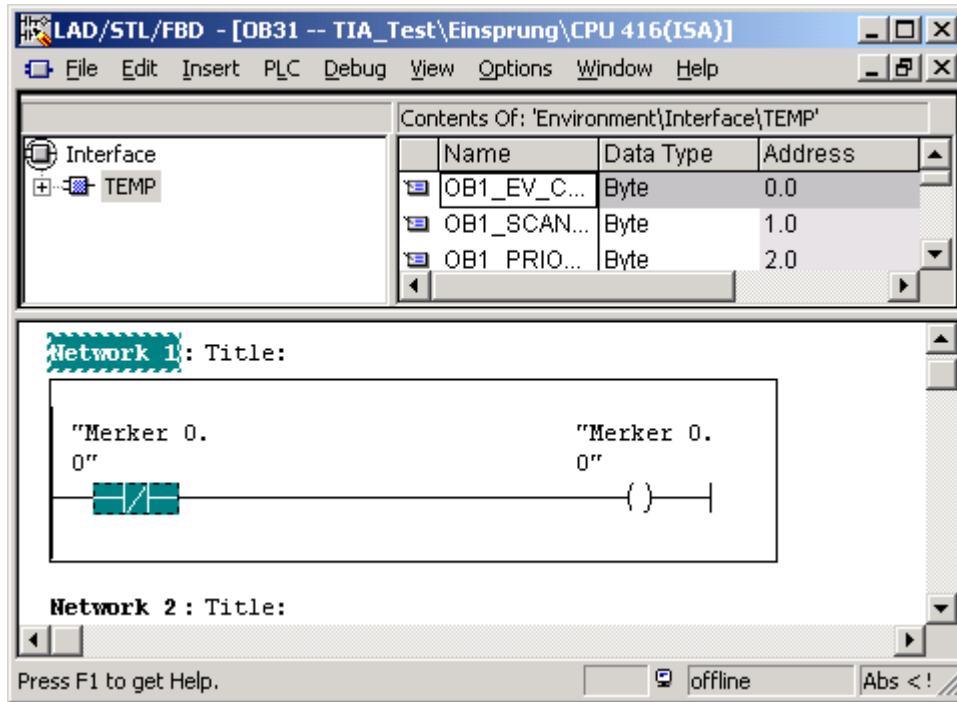 LAD/STL/FBD - [OB31 -- TIA_Test\Einsprung\CPU 416(ISA)]
File Edit Insert PLC Debug View Options Window Help
Contents Of: 'Environment\Interface\TEMP'
Interface
TEMP
Name Data Type Address
OB1_EV_C... Byte 0.0
OB1_SCAN... Byte 1.0
OB1_PRIO... Byte 2.0
Network 1: Title:
"Merker 0. "Merker 0.
0" 0"
Network 2: Title:
Press F1 to get Help. offline Abs <!